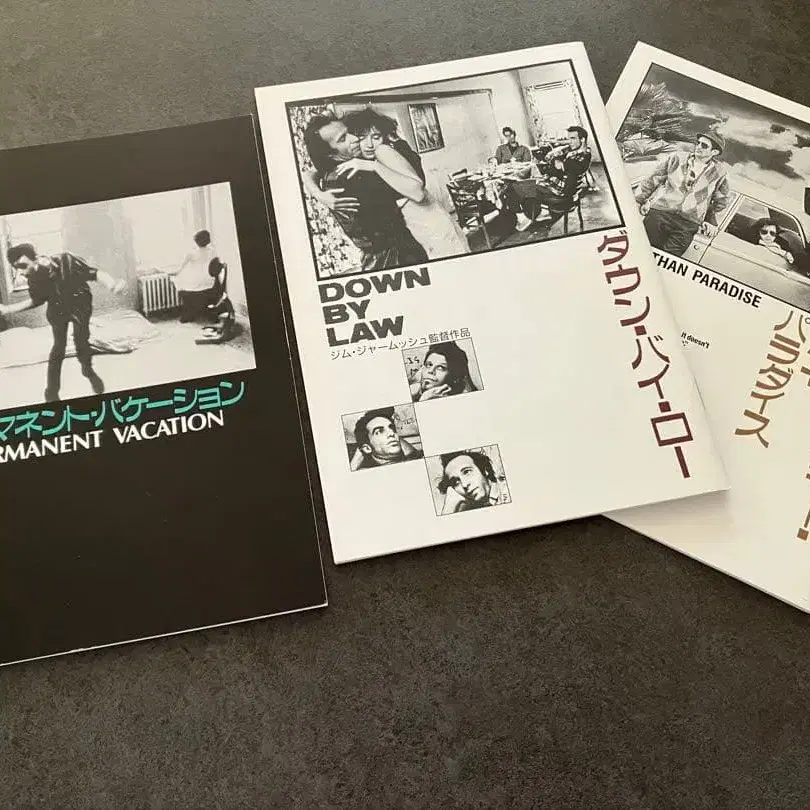 マネント・バケーション
RMANENT VACATION
DOWN
BY
LAW
ジム・ジャームッシュ監督作品
ダウン・バイ・ロー
THAN PARADISE
it doesn't
パラダイス